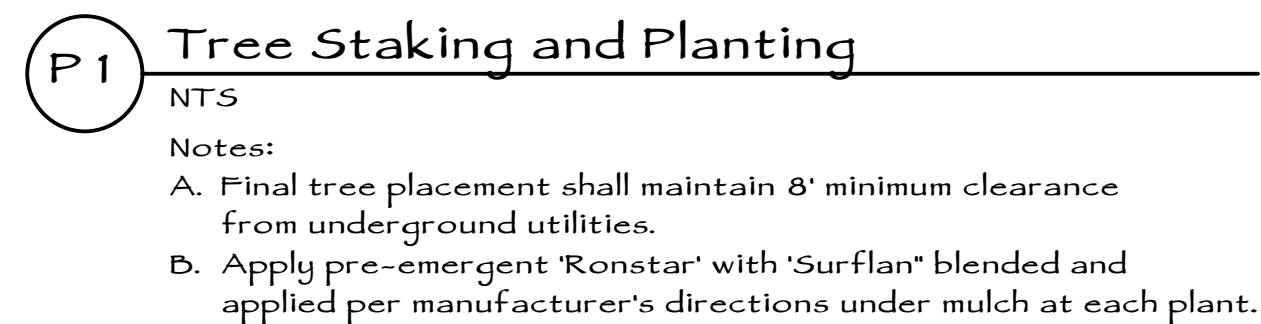 P 1
Tree Staking and Planting
NTS
Notes:
A. Final tree placement shall maintain 8' minimum clearance
from underground utilities.
B. Apply pre-emergent 'Ronstar' with 'Surflan" blended and
applied per manufacturer's directions under mulch at each plant.